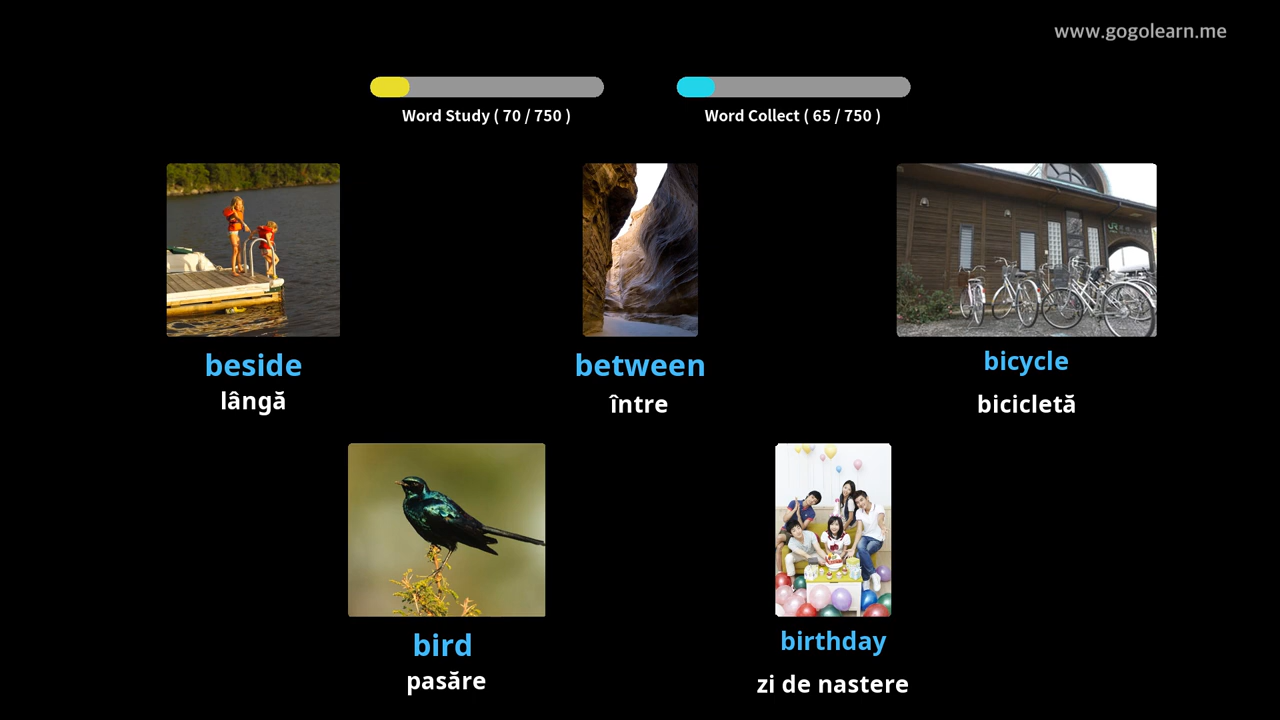 www.gogolearn.me
Word Study ( 70 / 750 )
Word Collect ( 65 / 750 )
beside
lângă
between
între
bicycle
bicicletă
bird
pasăre
birthday
zi de nastere